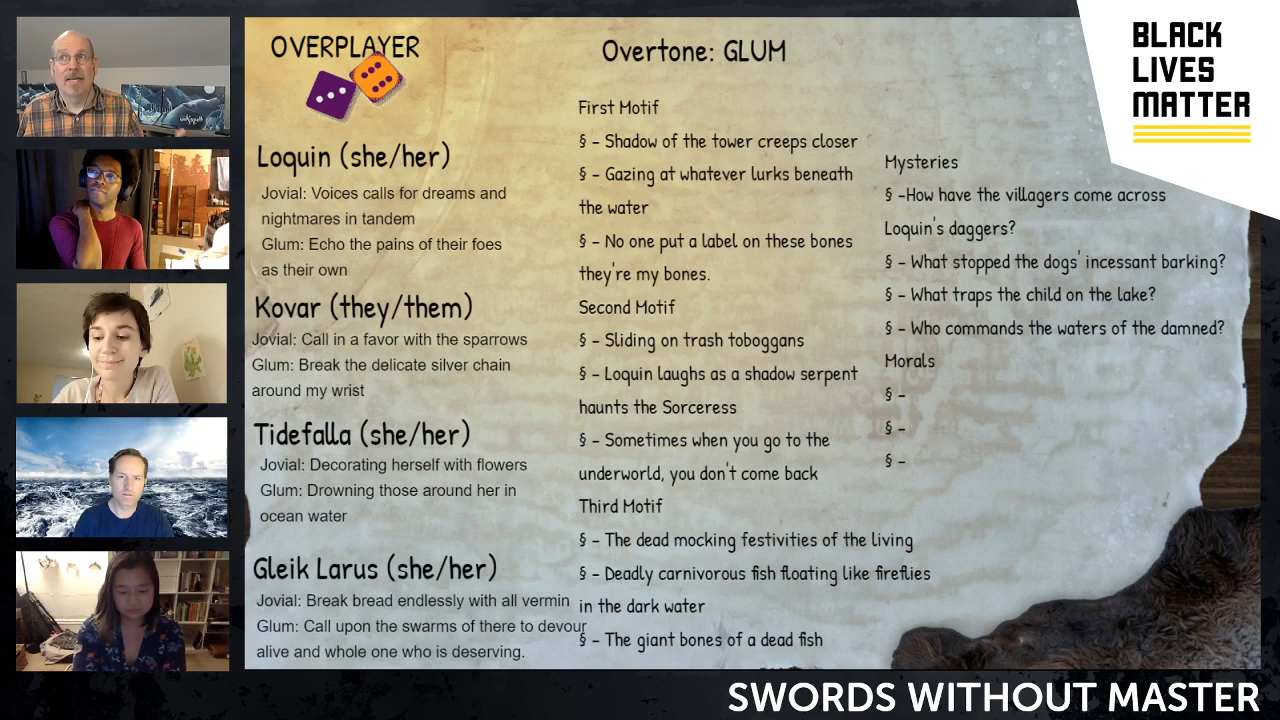 OVERPLAYER
Loquin (she/her)
Jovial: Voices calls for dreams and
nightmares in tandem
Glum: Echo the pains of their foes
as their own
Kovar (they/them)
Jovial: Call in a favor with the sparrows
Glum: Break the delicate silver chain
around my wrist
Tidefalla (she/her)
Jovial: Decorating herself with flowers
Glum: Drowning those around her in
ocean water
Gleik Larus (she/her)
Jovial: Break bread endlessly with all vermin
Glum: Call upon the swarms of there to devour
alive and whole one who is deserving.
Overtone: GLUM
First Motif
§ - Shadow of the tower creeps closer
§ - Gazing at whatever lurks beneath
the water
§ - No one put a label on these bones
they're my bones.
Second Motif
§ - Sliding on trash toboggans
§ - Loquin laughs as a shadow serpent
haunts the Sorceress
§ - Sometimes when you go to the
underworld, you don't come back
Third Motif
§ - The dead mocking festivities of the living
§ - Deadly carnivorous fish floating like fireflies
in the dark water
§ - The giant bones of a dead fish
Mysteries
§ -How have the villagers come across
Loquin's daggers?
§ - What stopped the dogs' incessant barking?
§ - What traps the child on the lake?
§ - Who commands the waters of the damned?
Morals
§ -
§ -
§ -
BLACK
LIVES
MATTER
SWORDS WITHOUT MASTER